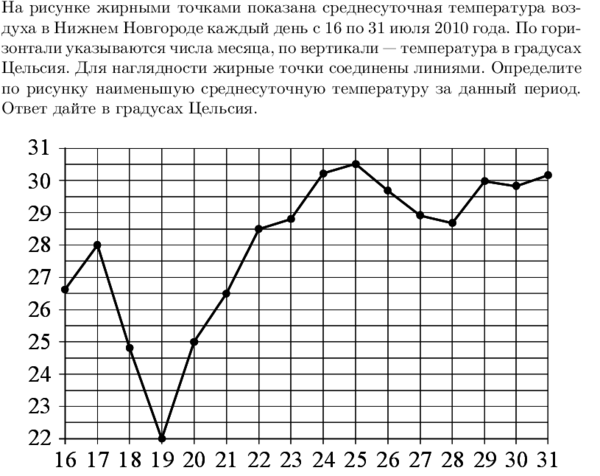 На рисунке жирными точками показана среднесуточная температура воз-
духа в Нижнем Новгороде каждый день с 16 по 31 июля 2010 года. По гори-
зонтали указываются числа месяца, по вертикали — температура в градусах
Цельсия. Для наглядности жирные точки соединены линиями. Определите
по рисунку наименьшую среднесуточную температуру за данный период.
Ответ дайте в градусах Цельсия.
31
30
29
28
27
26
25
24
23
22
16 17 18 19 20 21 22 23 24 25 26 27 28 29 30 31